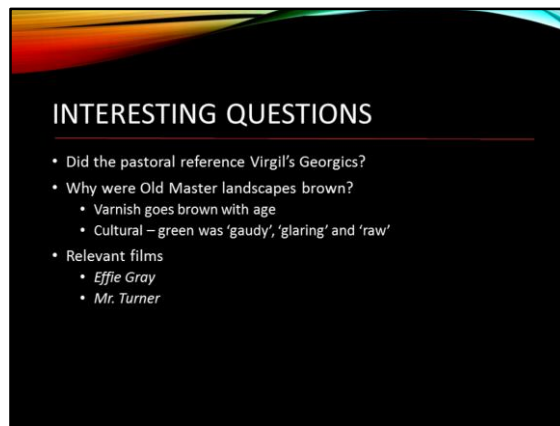 INTERESTING QUESTIONS
• Did the pastoral reference Virgil's Georgics?
• Why were Old Master landscapes brown?
• Varnish goes brown with age
• Cultural – green was 'gaudy', 'glaring' and 'raw'
• Relevant films
• Effie Gray
• Mr. Turner